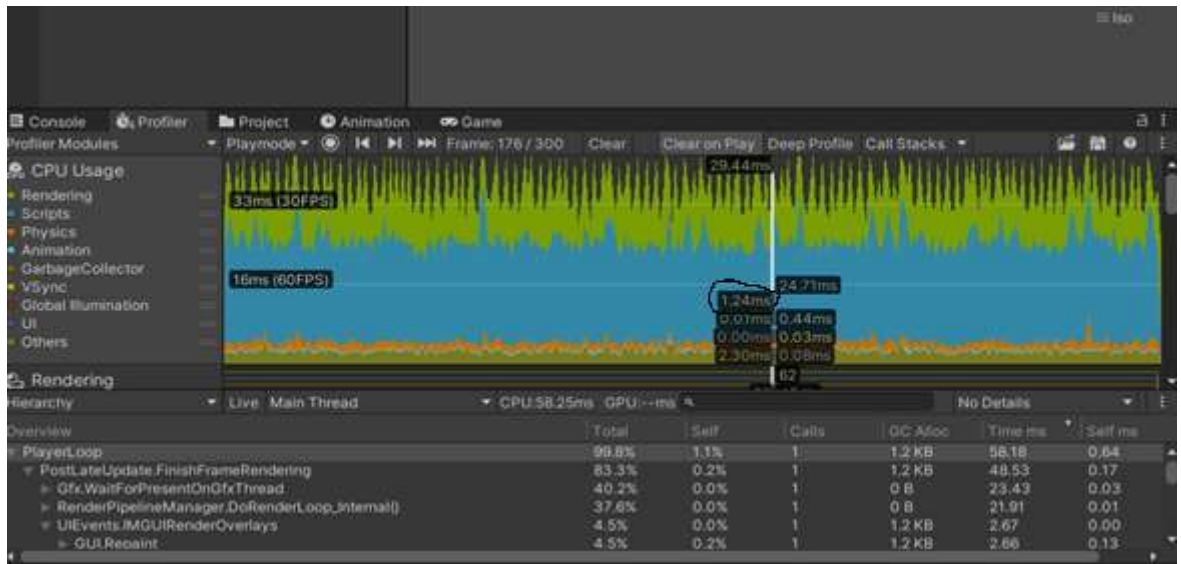 Iso
Console Profiler Project Animation Game
Profiler Modules Playmode Frame: 176 / 300 Clear Clear on Play Deep Profile Call Stacks
CPU Usage
Rendering
Scripts
Physics
Animation
GarbageCollector
VSync
Global Illumination
UI
Others
29.44ms
33ms (30FPS)
16ms (60FPS)
24.71ms
1.24ms
0.01ms 0.44ms
0.00ms 0.03ms
2.30ms 0.08ms
62
Rendering
Hierarchy Live Main Thread CPU:58.25ms GPU:--ms No Details
Overview Total Self Calls GC Alloc Time ms Self ms
PlayerLoop 99.8% 1.1% 1 1.2 KB 58.18 0.64
PostLateUpdate.FinishFrameRendering 83.3% 0.2% 1 1.2 KB 48.53 0.17
Gfx.WaitForPresentOnGfxThread 40.2% 0.0% 1 0 B 23.43 0.03
RenderPipelineManager.DoRenderLoop_Internal() 37.6% 0.0% 1 0 B 21.91 0.01
UIEvents.IMGUIRenderOverlays 4.5% 0.0% 1 1.2 KB 2.67 0.00
GUI.Repaint 4.5% 0.2% 1 1.2 KB 2.66 0.13